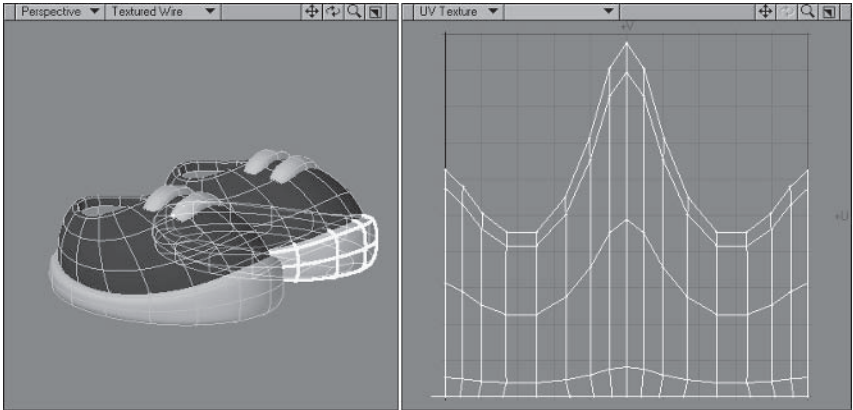 Perspective
Textured Wire
UV Texture
+V
+U